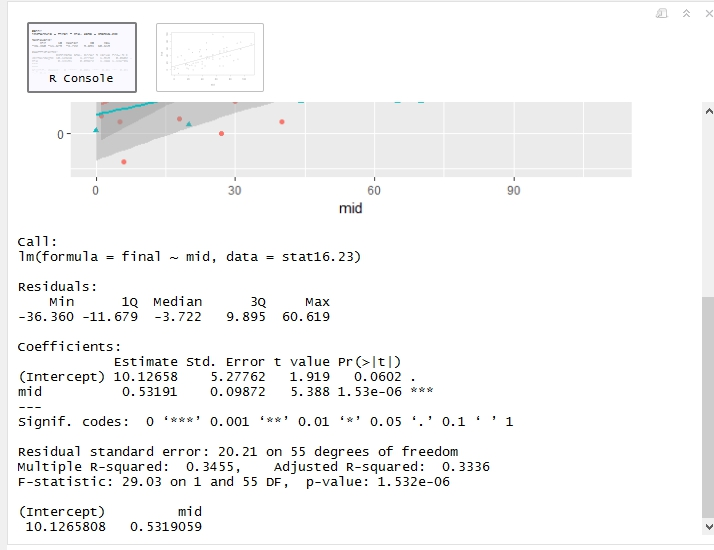 R Console
0
0 30 60 90
mid
Call:
lm(formula = final ~ mid, data = stat16.23)
Residuals:
Min 1Q Median 3Q Max
-36.360 -11.679 -3.722 9.895 60.619
Coefficients:
Estimate Std. Error t value Pr(>|t|)
(Intercept) 10.12658 5.27762 1.919 0.0602 .
mid 0.53191 0.09872 5.388 1.53e-06 ***
---
Signif. codes: 0 ‘***’ 0.001 ‘**’ 0.01 ‘*’ 0.05 ‘.’ 0.1 ‘ ’ 1
Residual standard error: 20.21 on 55 degrees of freedom
Multiple R-squared: 0.3455, Adjusted R-squared: 0.3336
F-statistic: 29.03 on 1 and 55 DF, p-value: 1.532e-06
(Intercept) mid
10.1265808 0.5319059